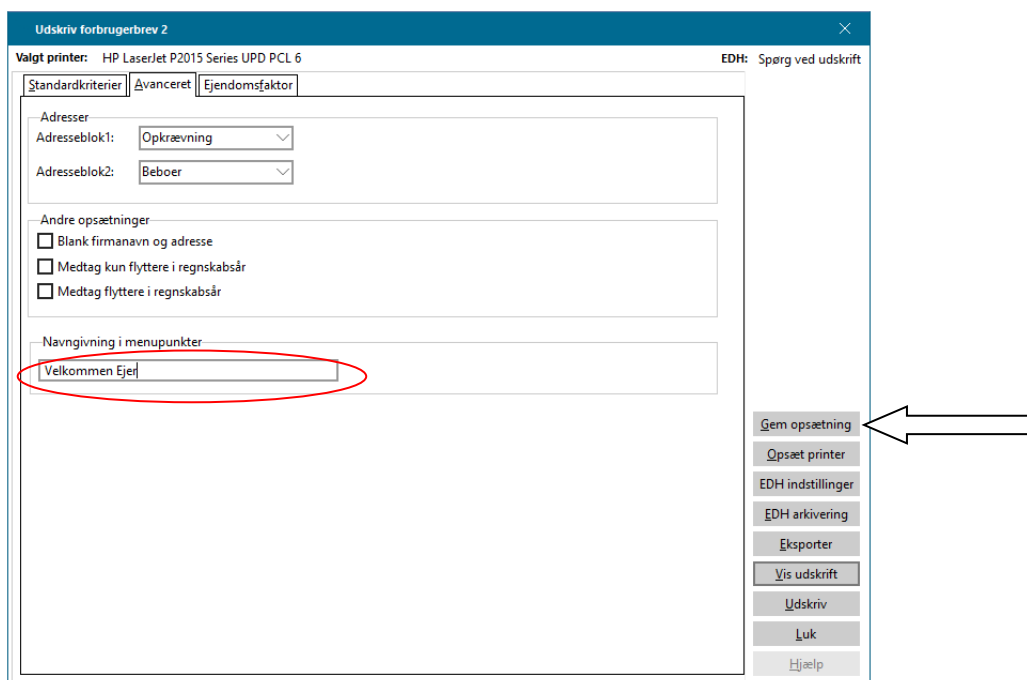 Udskriv forbrugerbrev 2
Valgt printer: HP LaserJet P2015 Series UPD PCL 6 EDH: Spørg ved udskrift
Standardkriterier Avanceret Ejendomsfaktor
Adresser
Adresseblok1: Opkrævning
Adresseblok2: Beboer
Andre opsætninger
Blank firmanavn og adresse
Medtag kun flyttere i regnskabsår
Medtag flyttere i regnskabsår
Navngivning i menupunkter
Velkommen Ejer
Gem opsætning
Opsæt printer
EDH indstillinger
EDH arkivering
Eksporter
Vis udskrift
Udskriv
Luk
Hjælp